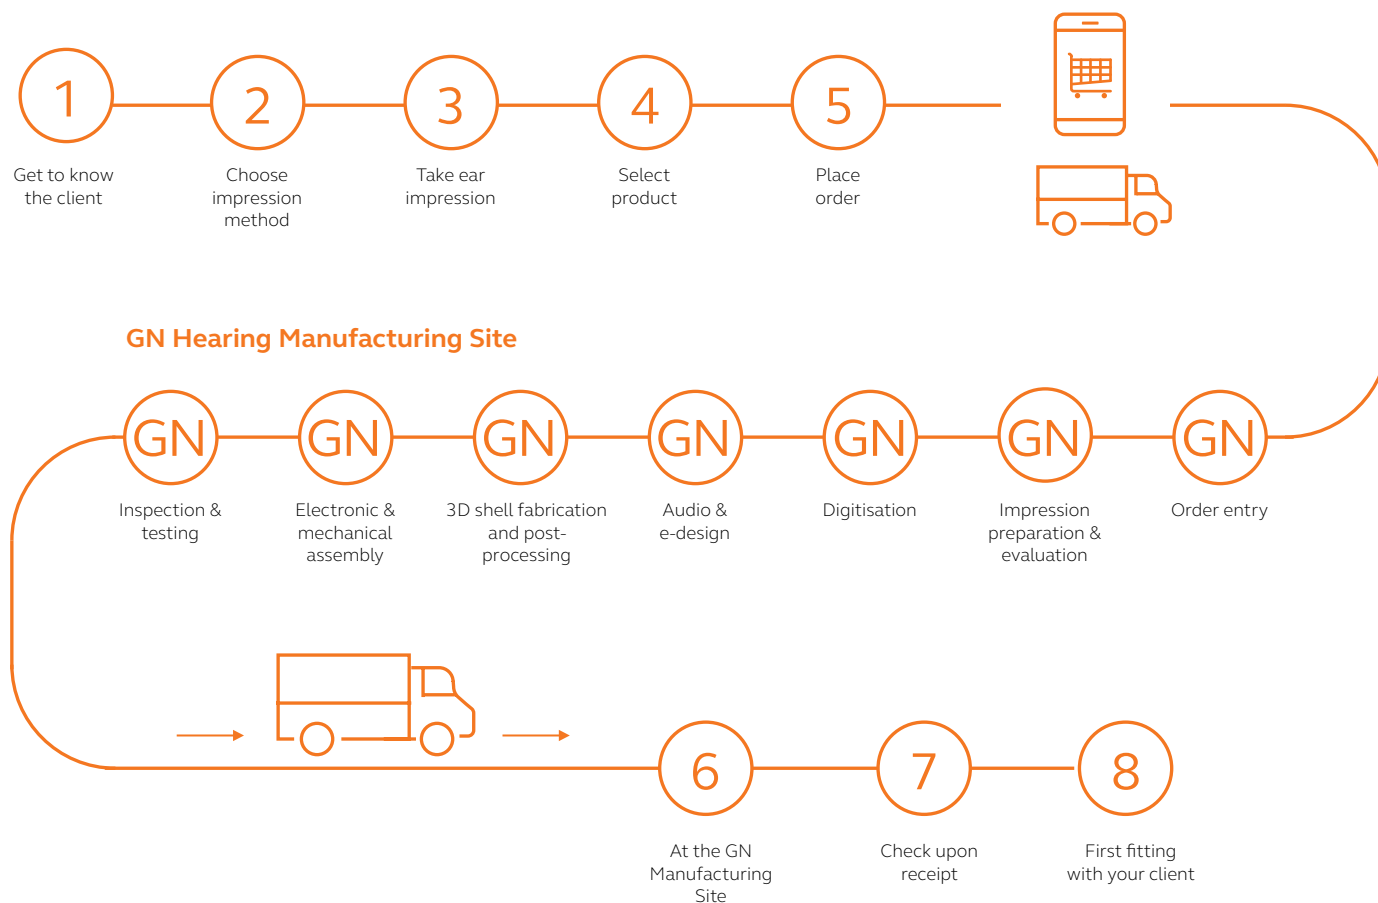 1
Get to know
the client
2
Choose
impression
method
3
Take ear
impression
4
Select
product
5
Place
order
GN Hearing Manufacturing Site
GN
Inspection &
testing
GN
Electronic &
mechanical
assembly
GN
3D shell fabrication
and post-
processing
GN
Audio &
e-design
GN
Digitisation
GN
Impression
preparation &
evaluation
GN
Order entry
6
At the GN
Manufacturing
Site
7
Check upon
receipt
8
First fitting
with your client